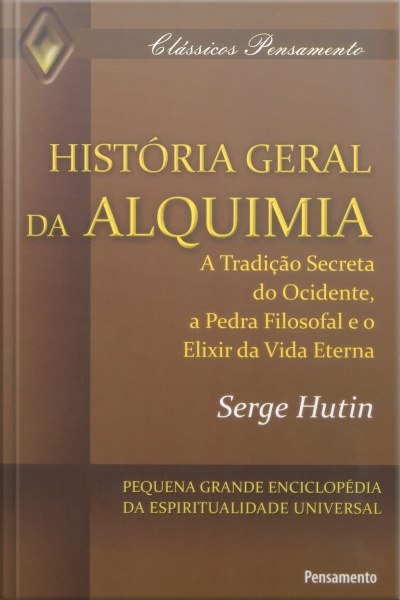 Clássicos Pensamento
HISTÓRIA GERAL
DA ALQUIMIA
A Tradição Secreta
do Ocidente,
a Pedra Filosofal e o
Elixir da Vida Eterna
Serge Hutin
PEQUENA GRANDE ENCICLOPÉDIA
DA ESPIRITUALIDADE UNIVERSAL
Pensamento